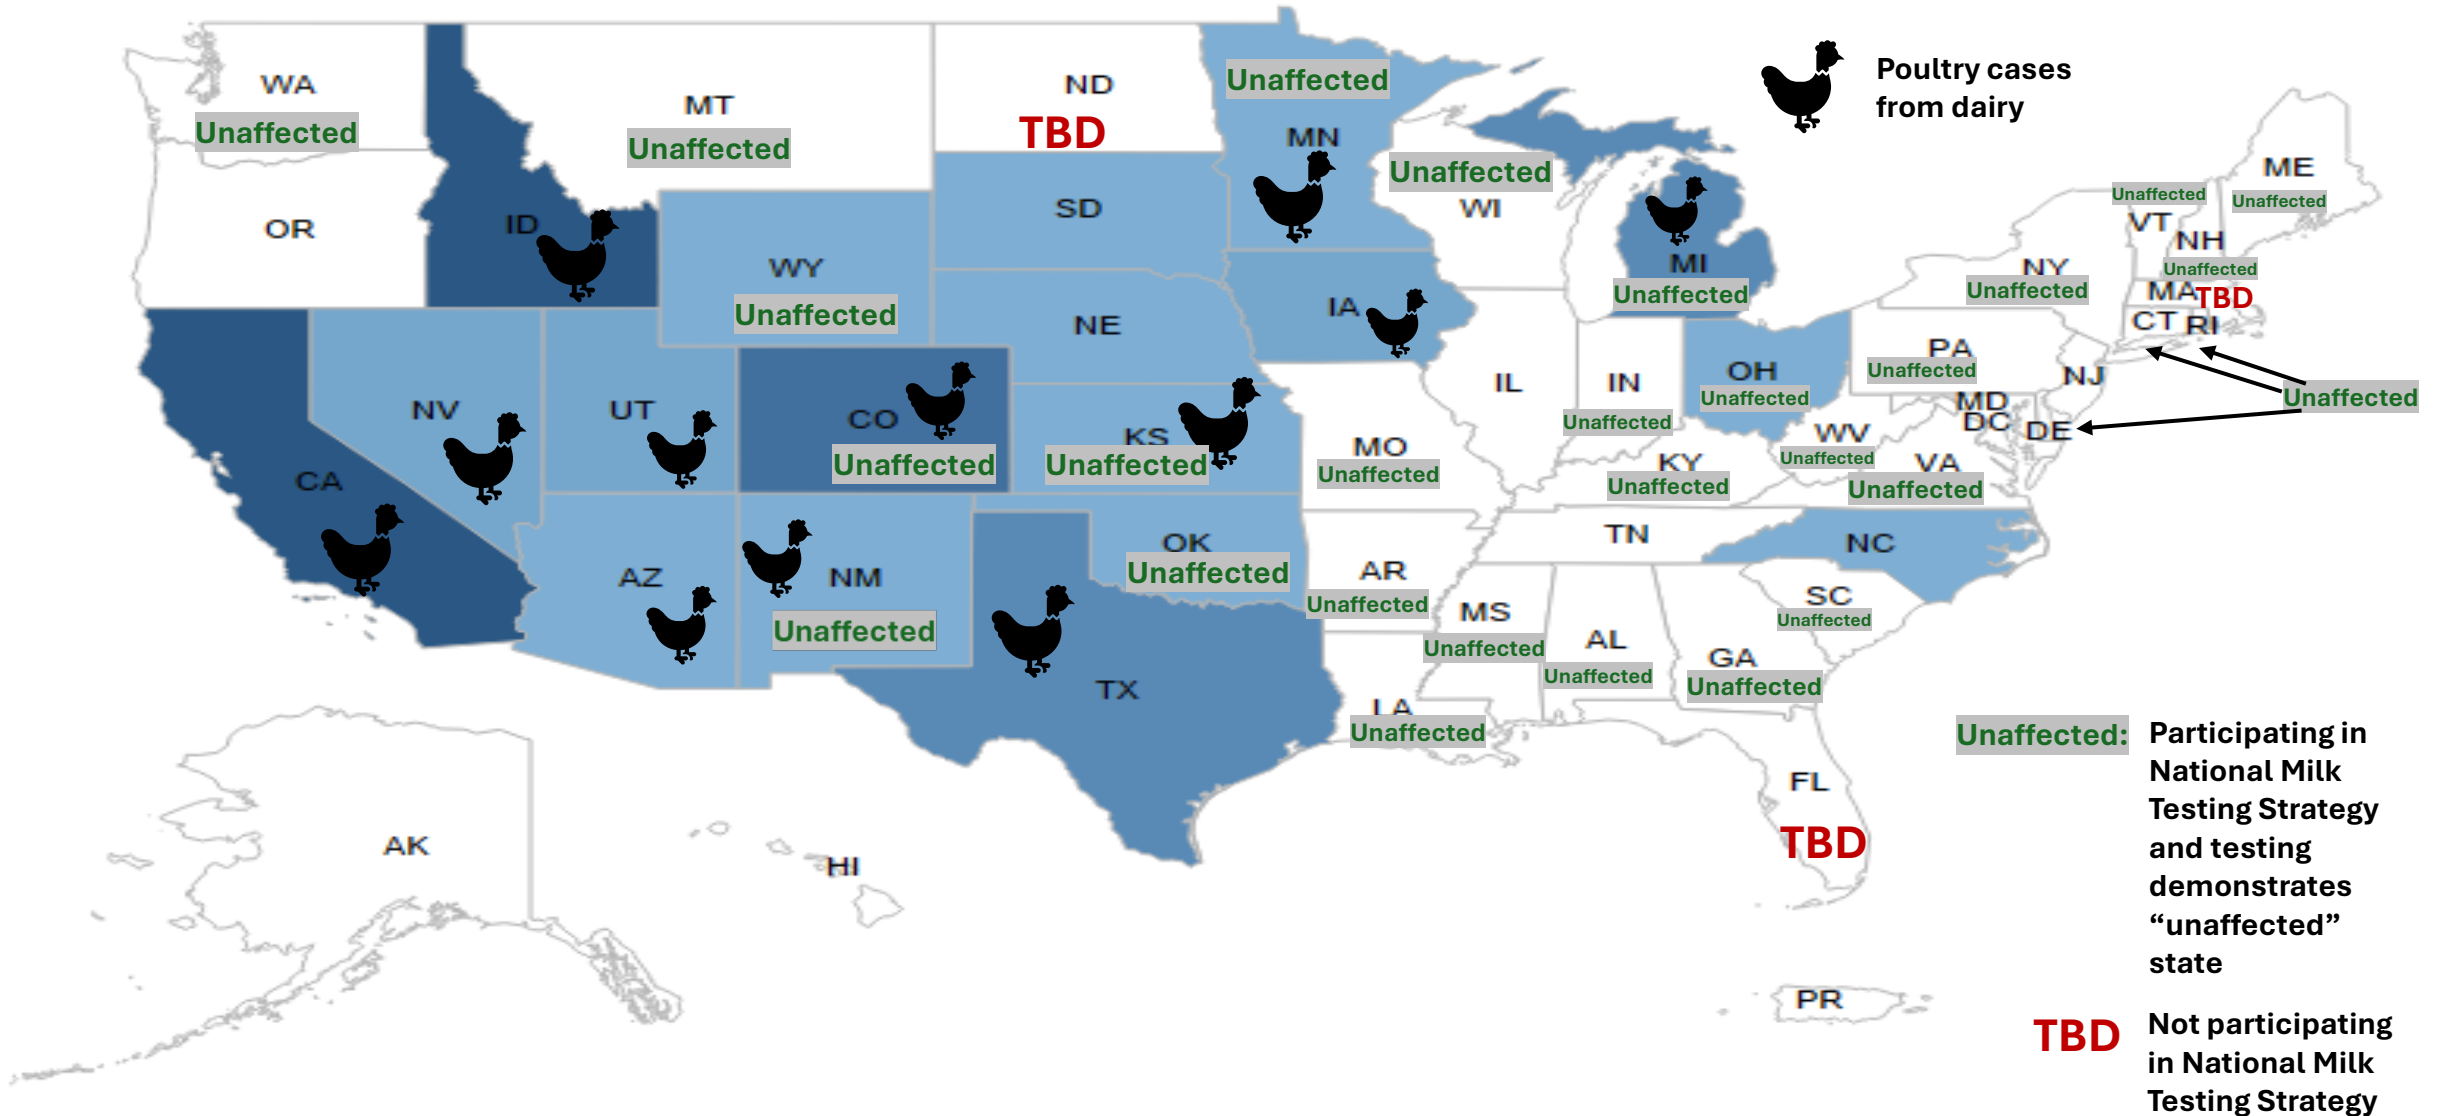 WA
Unaffected
MT
Unaffected
ND
TBD
Unaffected
MN
Unaffected
WI
Poultry cases
from dairy
ME
Unaffected
Unaffected
VT
NH
Unaffected
OR
ID
WY
Unaffected
SD
NE
IA
MI
Unaffected
NY
Unaffected
MA
TBD
CT
RI
PA
Unaffected
NJ
Unaffected
MD
DC
DE
NV
UT
CO
Unaffected
KS
Unaffected
IL
IN
Unaffected
OH
Unaffected
MO
Unaffected
WV
Unaffected
KY
Unaffected
VA
Unaffected
CA
AZ
NM
Unaffected
OK
Unaffected
AR
Unaffected
TN
NC
SC
Unaffected
MS
Unaffected
AL
Unaffected
GA
Unaffected
TX
LA
Unaffected
FL
TBD
AK
HI
PR
Unaffected:
Participating in
National Milk
Testing Strategy
and testing
demonstrates
“unaffected”
state
TBD
Not participating
in National Milk
Testing Strategy